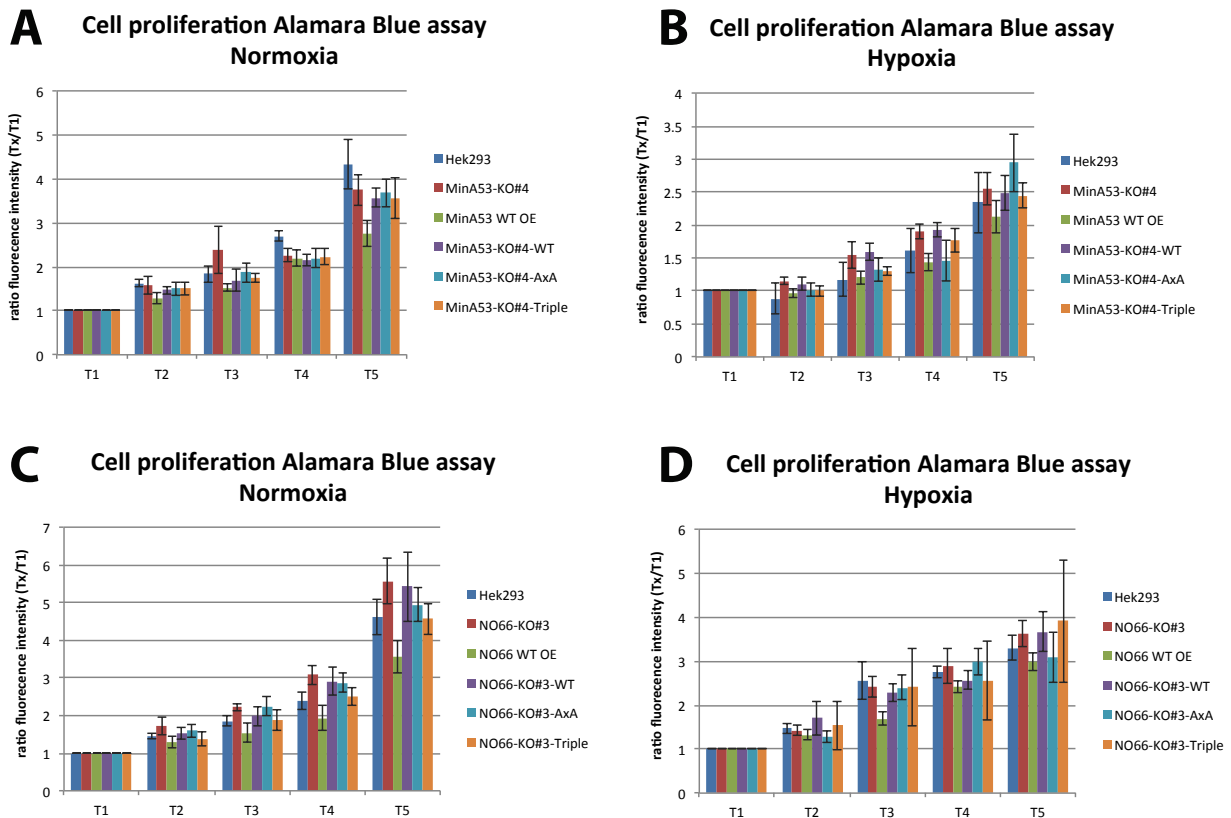 A
Cell proliferation Alamara Blue assay
Normoxia
ratio fluorecence intensity (Tx/T1)
6
5
4
3
2
1
0
T1 T2 T3 T4 T5
Hek293
MinA53-KO#4
MinA53 WT OE
MinA53-KO#4-WT
MinA53-KO#4-AxA
MinA53-KO#4-Triple
B
Cell proliferation Alamara Blue assay
Hypoxia
ratio fluorecence intensity (Tx/T1)
4
3.5
3
2.5
2
1.5
1
0.5
0
T1 T2 T3 T4 T5
Hek293
MinA53-KO#4
MinA53 WT OE
MinA53-KO#4-WT
MinA53-KO#4-AxA
MinA53-KO#4-Triple
C
Cell proliferation Alamara Blue assay
Normoxia
ratio fluorecence intensity (Tx/T1)
7
6
5
4
3
2
1
0
T1 T2 T3 T4 T5
Hek293
NO66-KO#3
NO66 WT OE
NO66-KO#3-WT
NO66-KO#3-AxA
NO66-KO#3-Triple
D
Cell proliferation Alamara Blue assay
Hypoxia
ratio fluorecence intensity (Tx/T1)
6
5
4
3
2
1
0
T1 T2 T3 T4 T5
Hek293
NO66-KO#3
NO66 WT OE
NO66-KO#3-WT
NO66-KO#3-AxA
NO66-KO#3-Triple